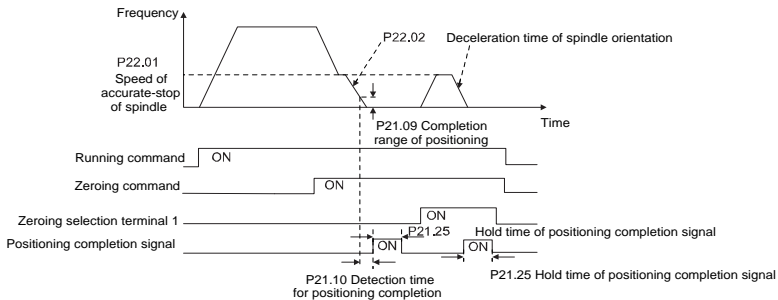 Frequency
P22.02
Deceleration time of spindle orientation
P22.01
Speed of
accurate-stop
of spindle
Time
P21.09 Completion
range of positioning
Running command
ON
Zeroing command
ON
Zeroing selection terminal 1
ON
P21.25
Hold time of positioning completion signal
Positioning completion signal
ON
ON
P21.10 Detection time
for positioning completion
P21.25 Hold time of positioning completion signal